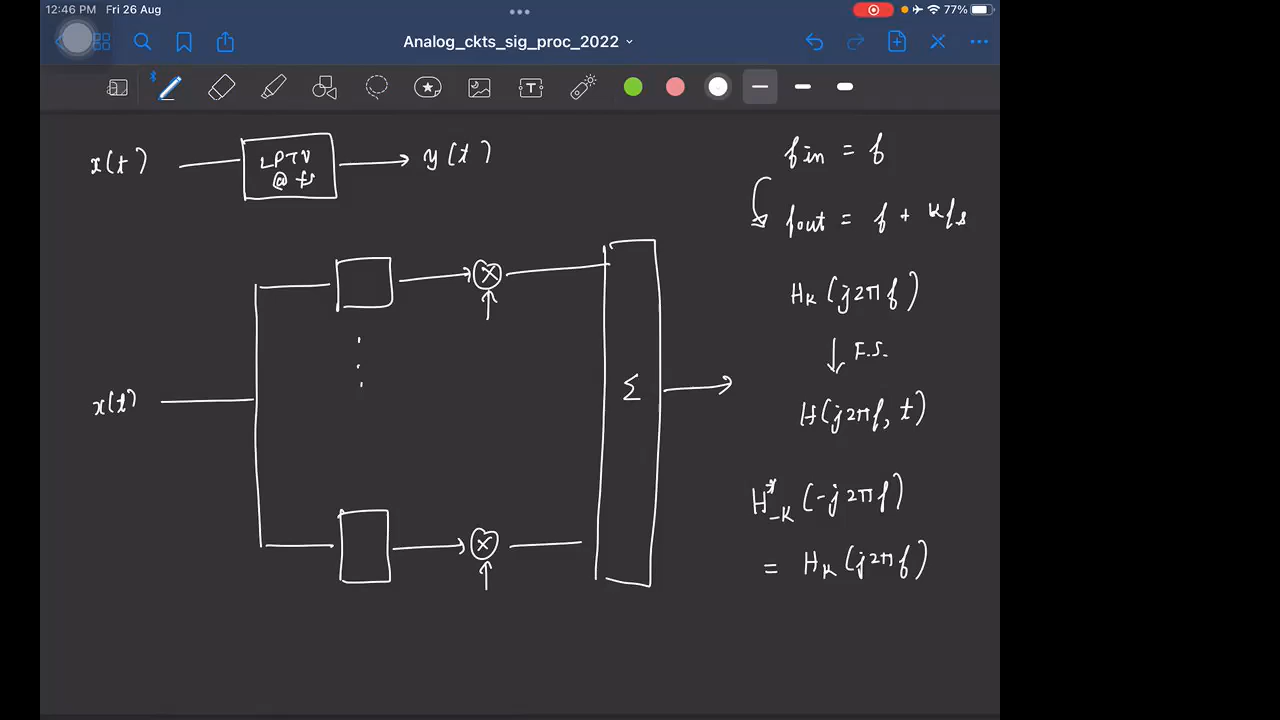 12:46 PM Fri 26 Aug
77%
Analog_ckts_sig_proc_2022
T
x(t)
LPTV
@ fs
y(t)
fin = f
fout = f + kfs
Hk (j2πf)
↓ F.S.
H(j2πf, t)
x(t)
×
Σ
×
H*-k (-j2πf)
= Hk (j2πf)